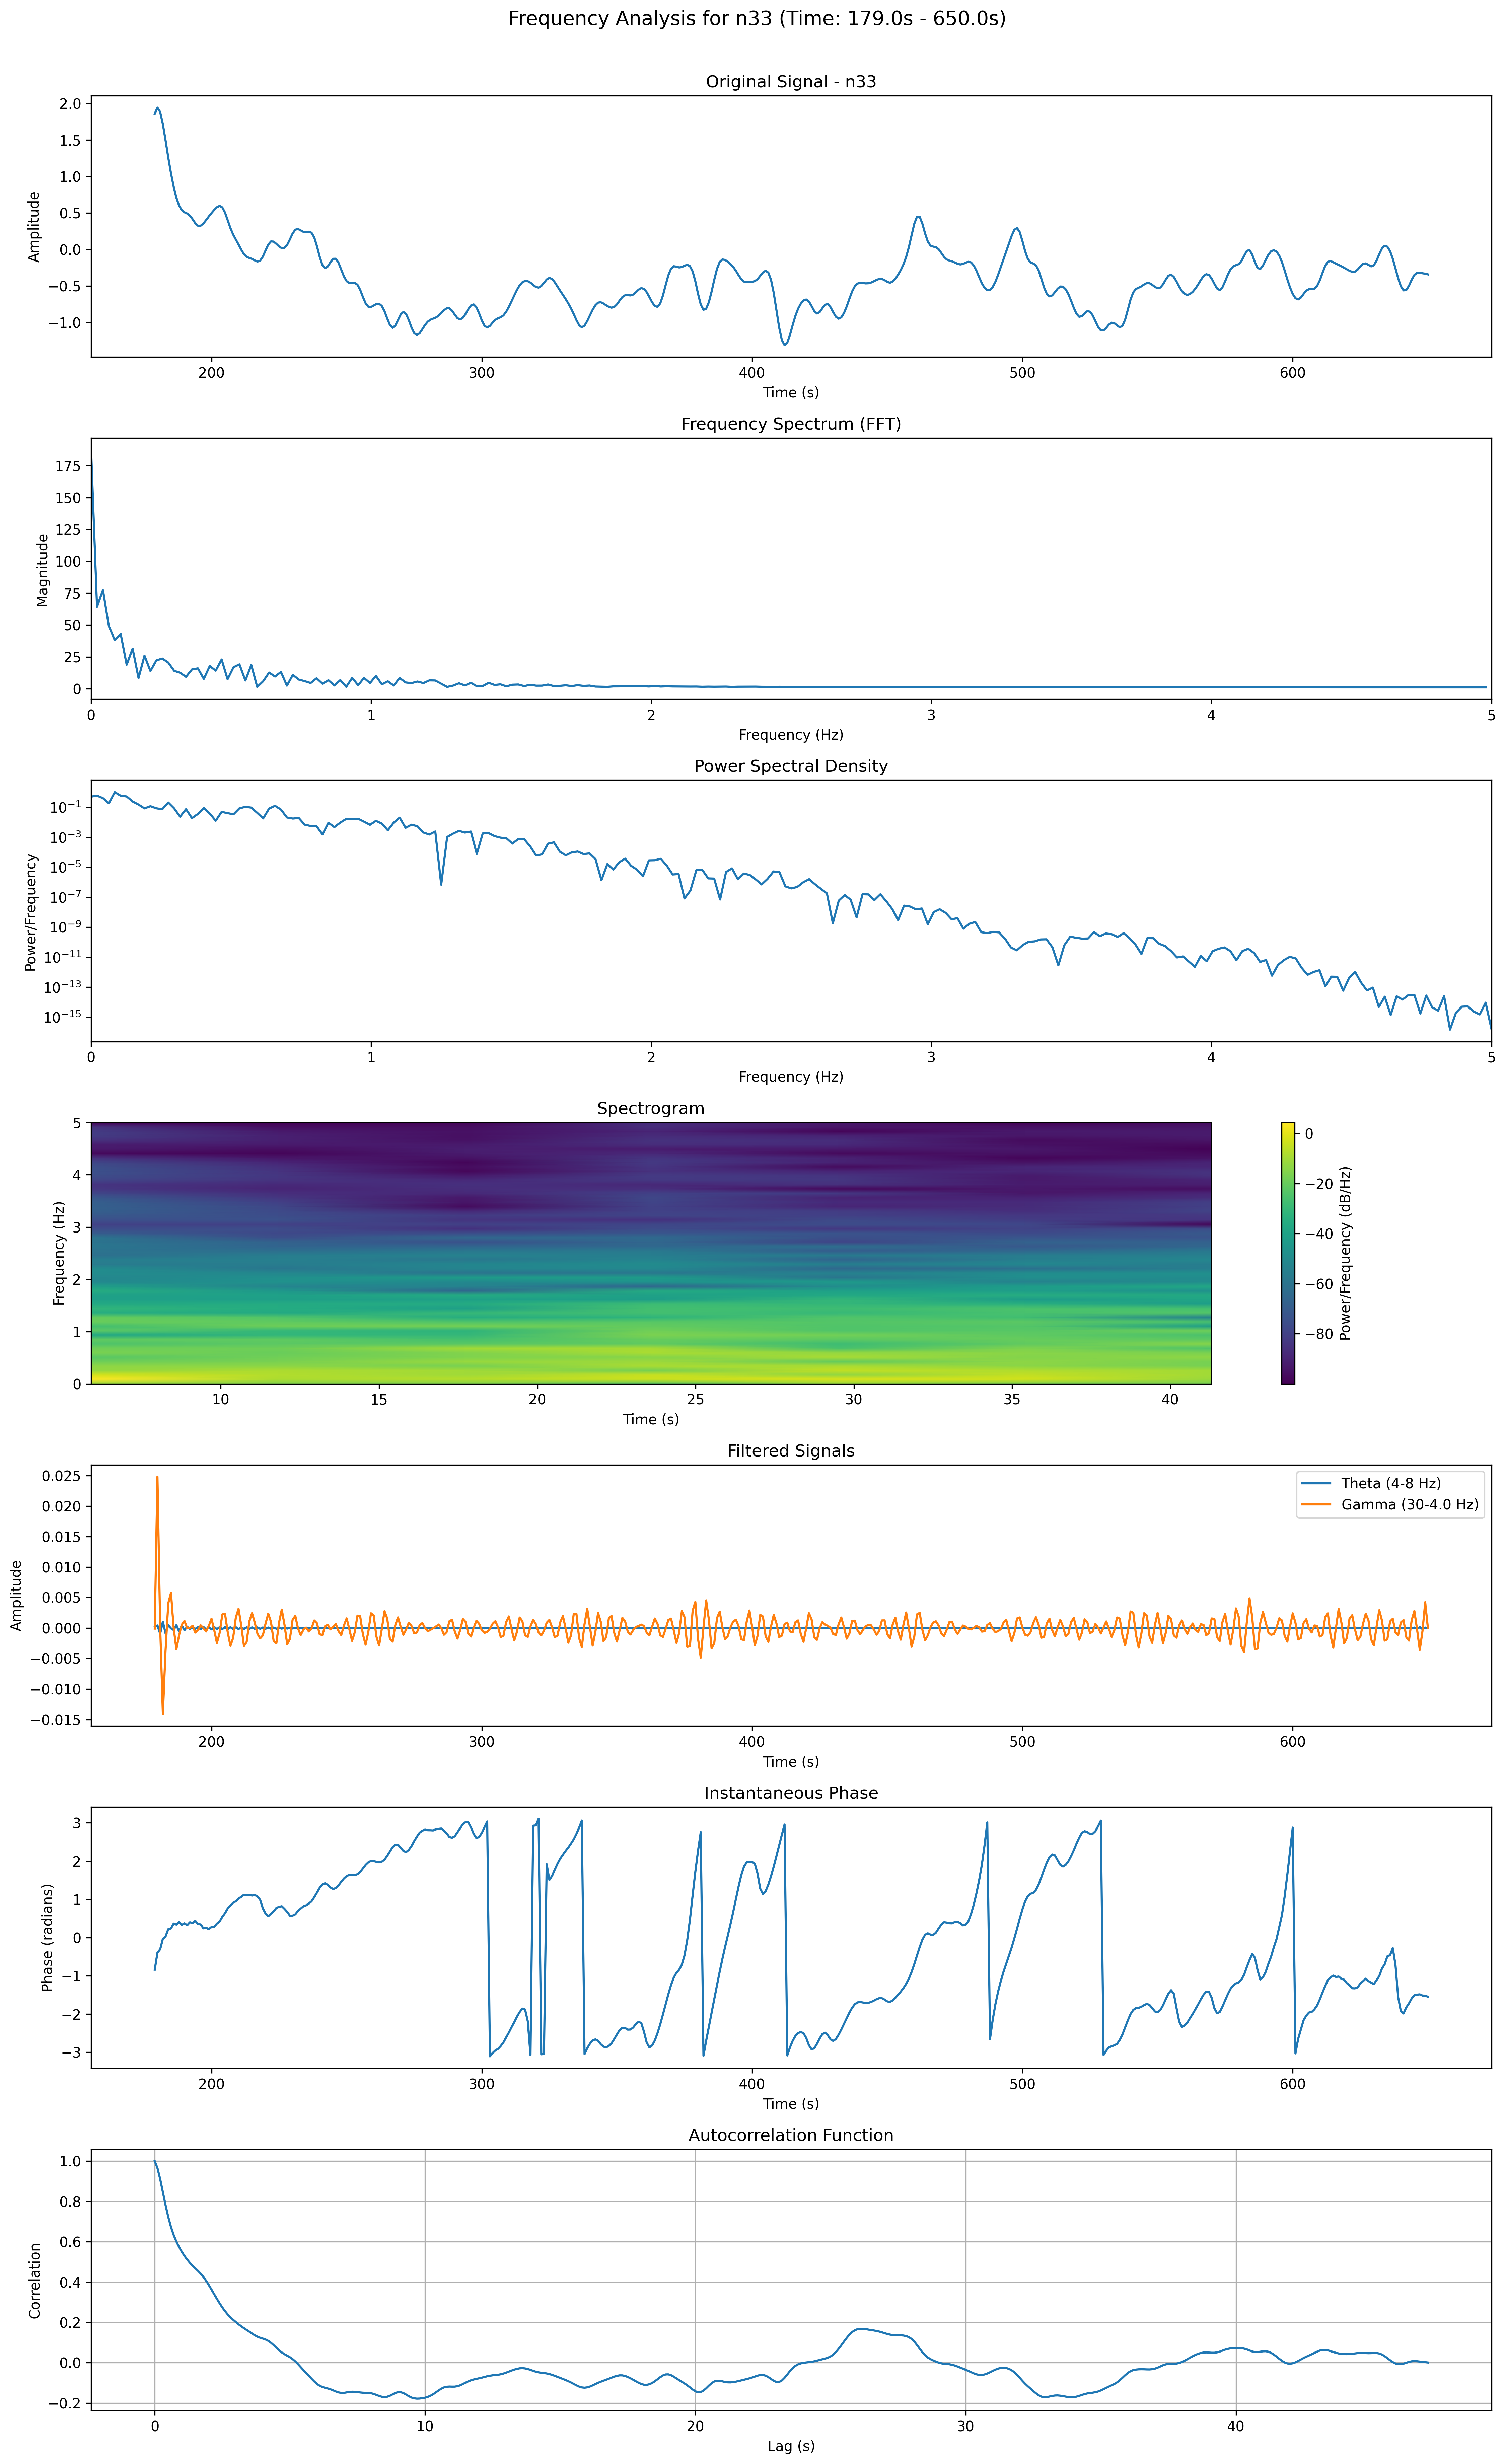 Frequency Analysis for n33 (Time: 179.0s - 650.0s)
Original Signal - n33
2.0
1.5
1.0
0.5
0.0
−0.5
−1.0
Amplitude
200 300 400 500 600
Time (s)
Frequency Spectrum (FFT)
175
150
125
100
75
50
25
0
Magnitude
0 1 2 3 4 5
Frequency (Hz)
Power Spectral Density
10⁻¹
10⁻³
10⁻⁵
10⁻⁷
10⁻⁹
10⁻¹¹
10⁻¹³
10⁻¹⁵
Power/Frequency
0 1 2 3 4 5
Frequency (Hz)
Spectrogram
5
4
3
2
1
0
Frequency (Hz)
10 15 20 25 30 35 40
Time (s)
0
−20
−40
−60
−80
Power/Frequency (dB/Hz)
Filtered Signals
0.025
0.020
0.015
0.010
0.005
0.000
−0.005
−0.010
−0.015
Amplitude
Theta (4-8 Hz)
Gamma (30-4.0 Hz)
200 300 400 500 600
Time (s)
Instantaneous Phase
3
2
1
0
−1
−2
−3
Phase (radians)
200 300 400 500 600
Time (s)
Autocorrelation Function
1.0
0.8
0.6
0.4
0.2
0.0
−0.2
Correlation
0 10 20 30 40
Lag (s)